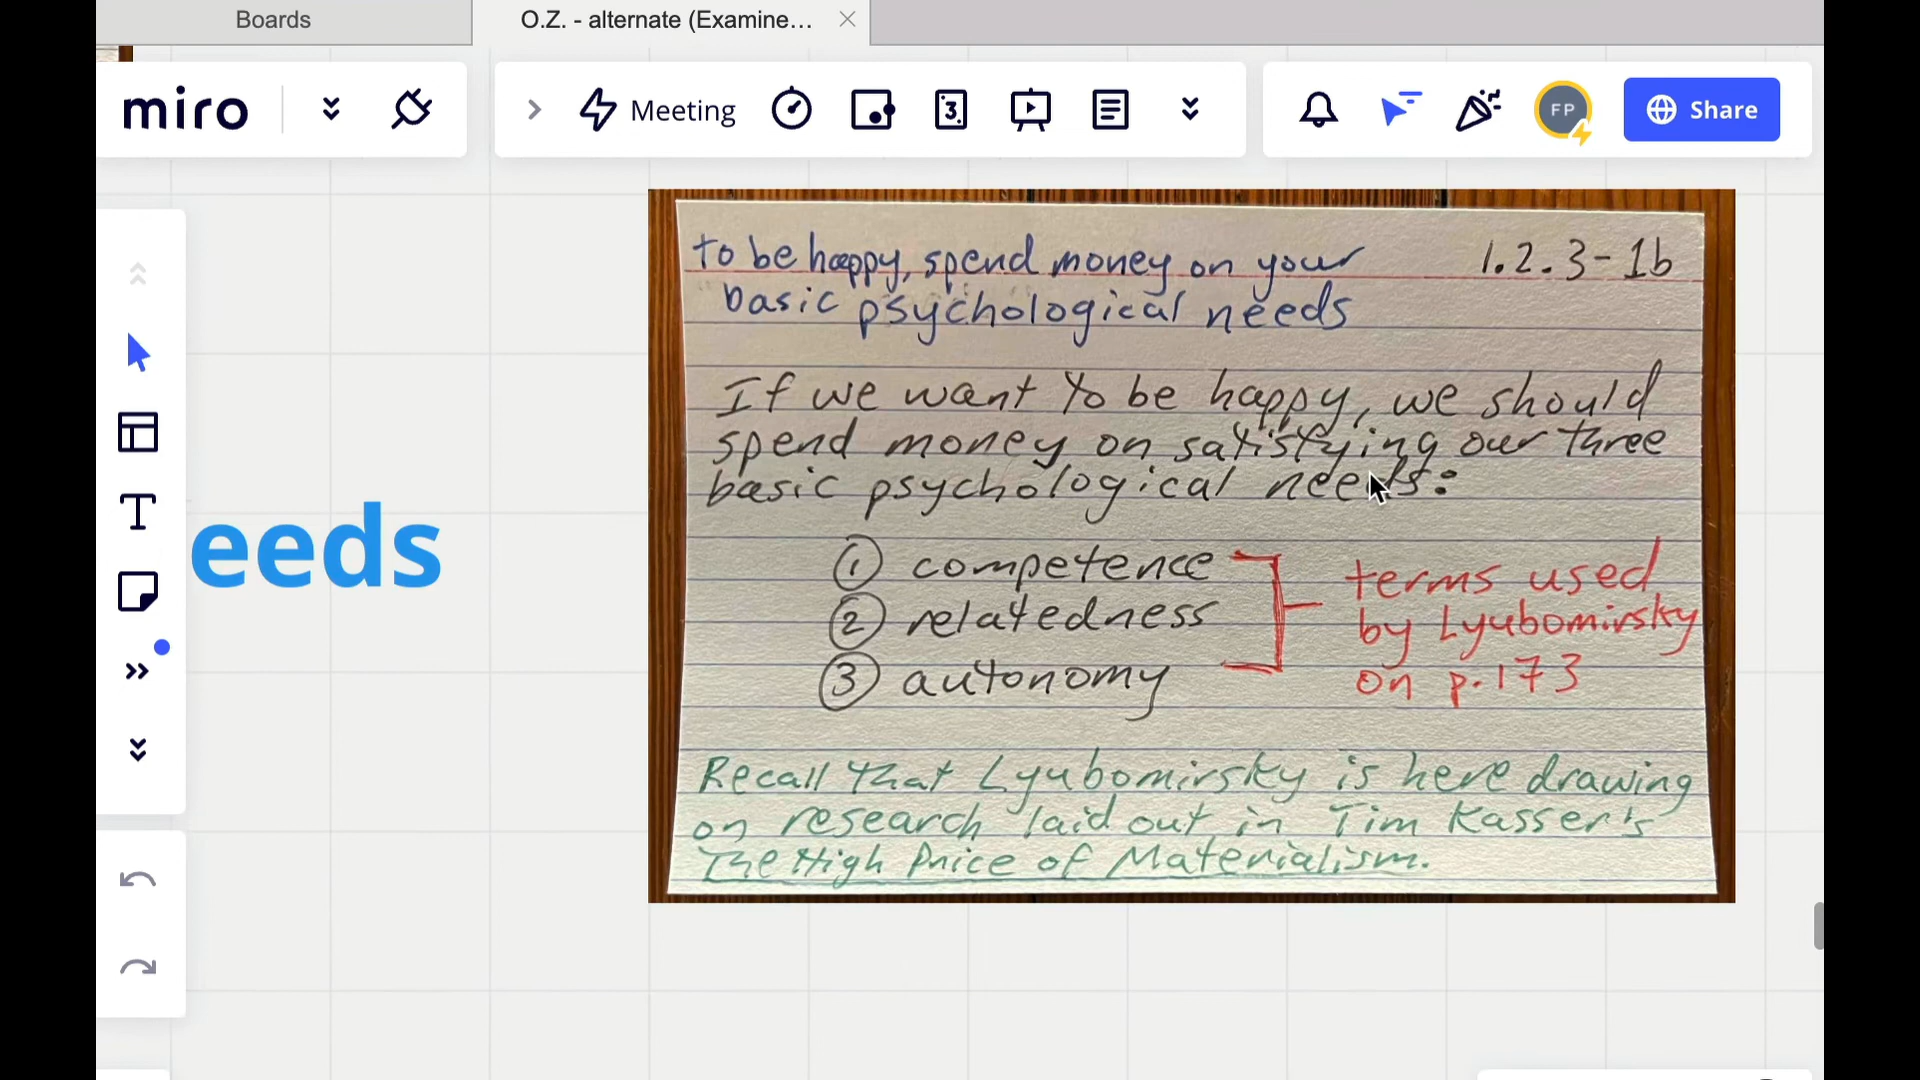 Boards
O.Z. - alternate (Examine...
miro
Meeting
3
FP
Share
to be happy, spend money on your 1.2.3-1b
basic psychological needs
If we want to be happy, we should
spend money on satisfying our three
basic psychological needs:
① competence
② relatedness
③ autonomy
terms used
by Lyubomirsky
on p.173
Recall that Lyubomirsky is here drawing
on research laid out in Tim Kasser's
The High Price of Materialism.
eeds
T